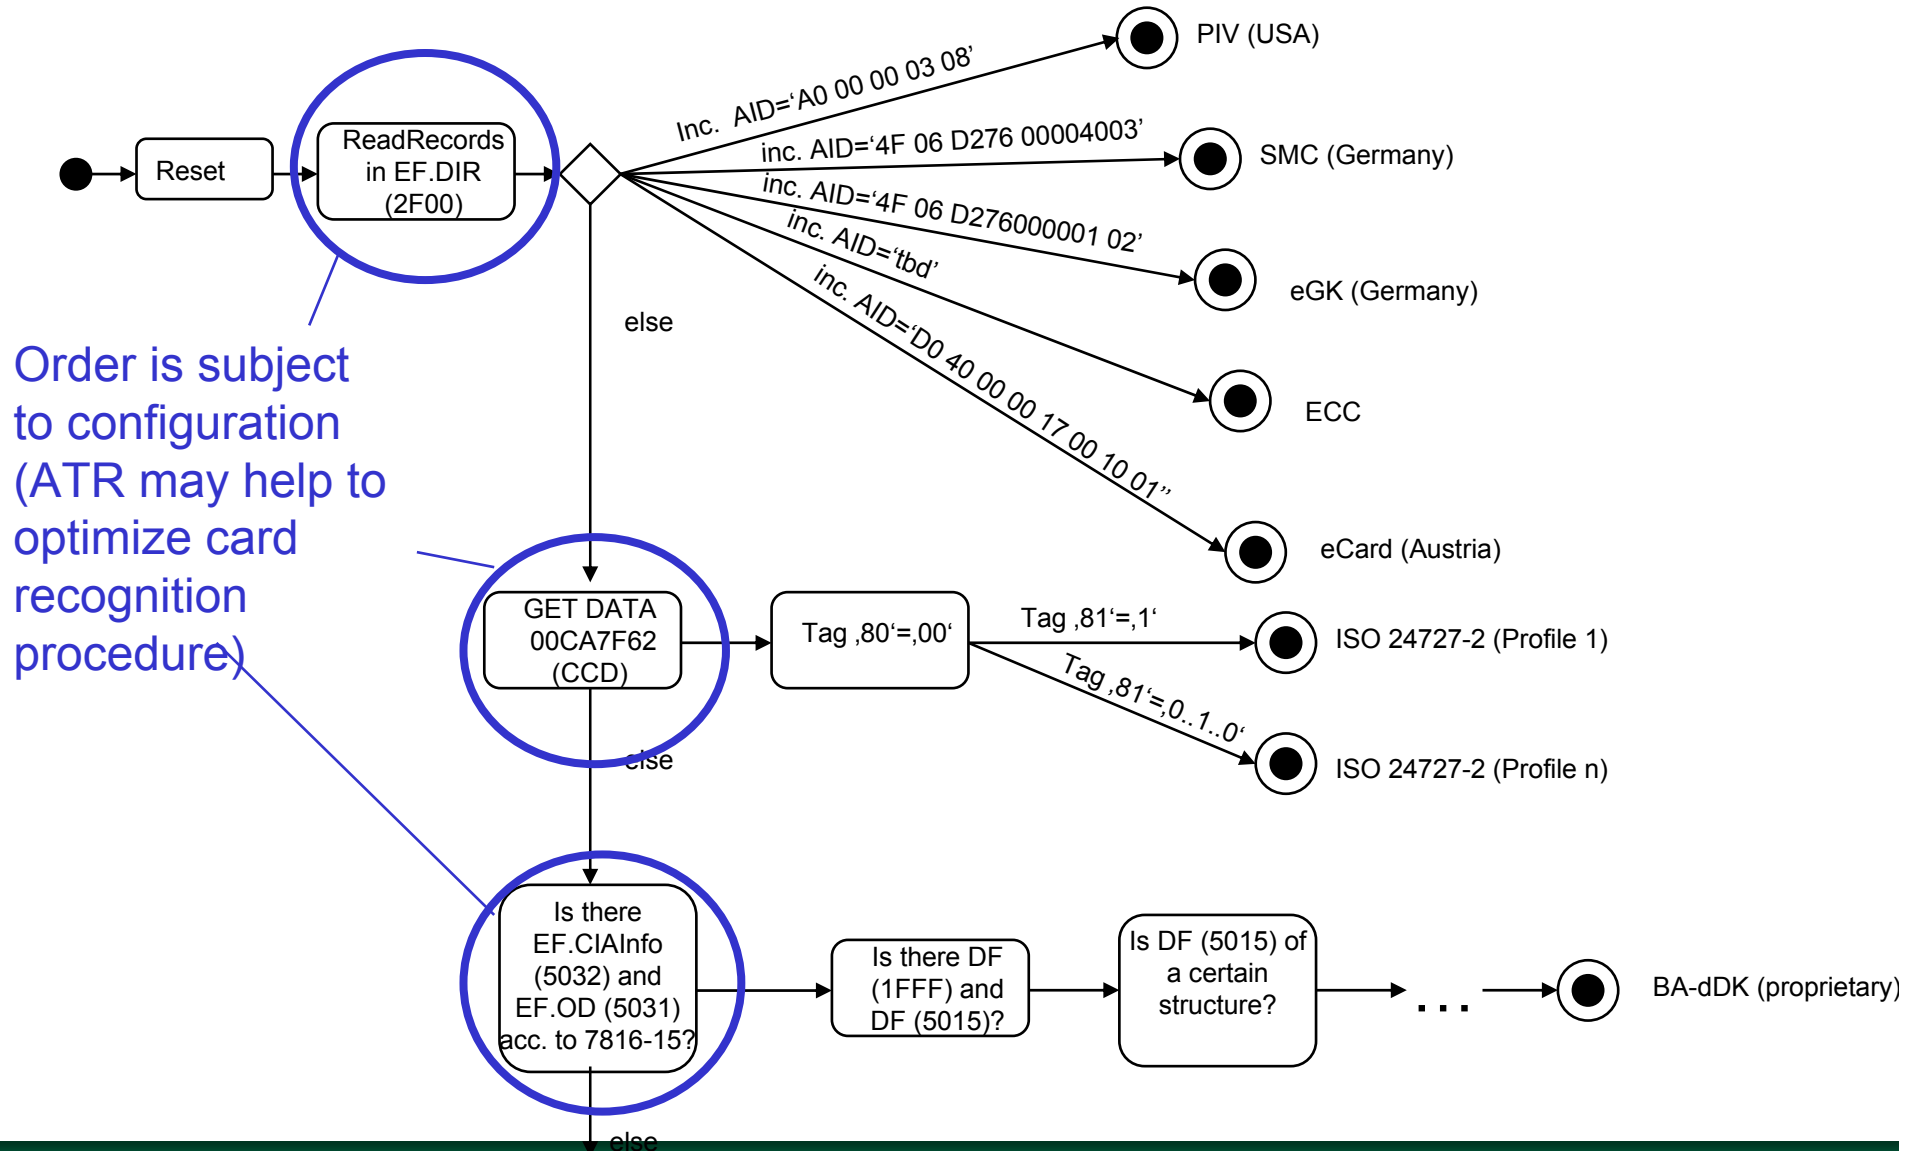 PIV (USA)
Inc.  AID=‘A0 00 00 03 08’
inc. AID=‘4F 06 D276 00004003’
SMC (Germany)
Reset
ReadRecords
in EF.DIR
(2F00)
inc. AID=‘4F 06 D276000001 02’
eGK (Germany)
inc. AID=‘tbd’
ECC
inc. AID=‘D0 40 00 00 17 00 10 01’’
eCard (Austria)
else
Order is subject
to configuration
(ATR may help to
optimize card
recognition
procedure)
GET DATA
00CA7F62
(CCD)
Tag ‚80‘=‚00‘
Tag ‚81‘=‚1‘
ISO 24727-2 (Profile 1)
Tag ‚81‘=‚0..1..0‘
ISO 24727-2 (Profile n)
else
Is there
EF.CIAInfo
(5032) and
EF.OD (5031)
acc. to 7816-15?
Is there DF
(1FFF) and
DF (5015)?
Is DF (5015) of
a certain
structure?
...
BA-dDK (proprietary)
else